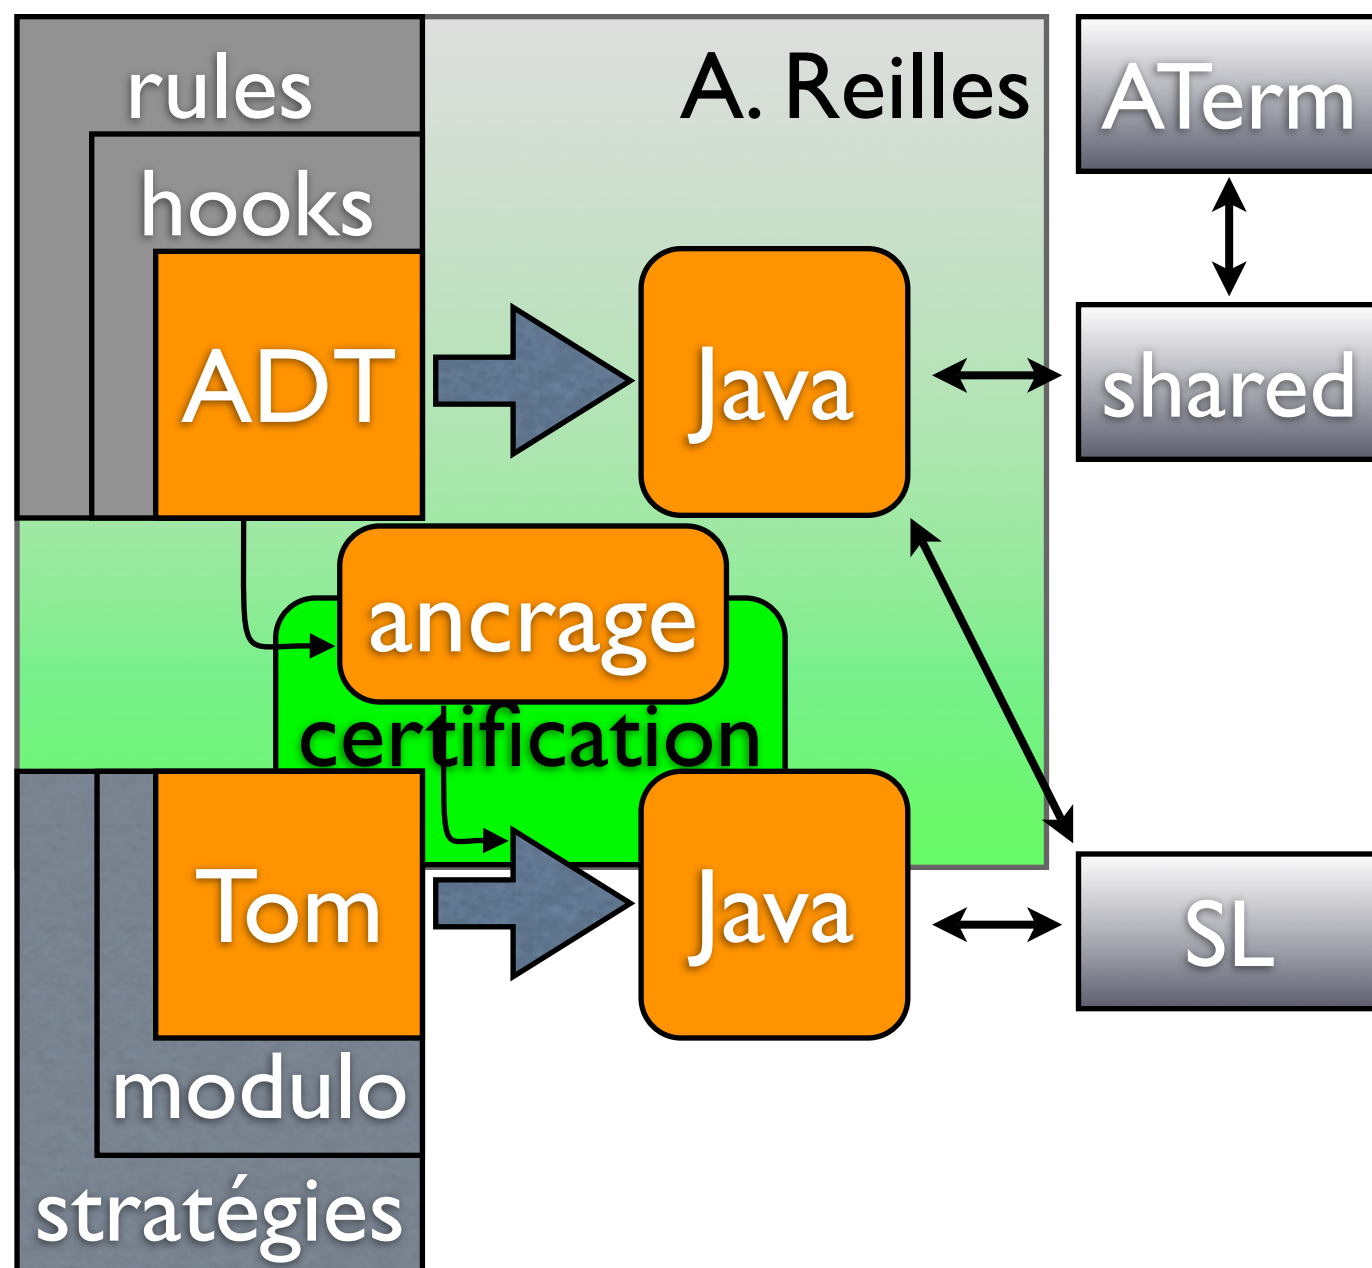 rules
A. Reilles
ATerm
hooks
ADT
Java
shared
ancrage
certification
Tom
Java
SL
modulo
stratégies